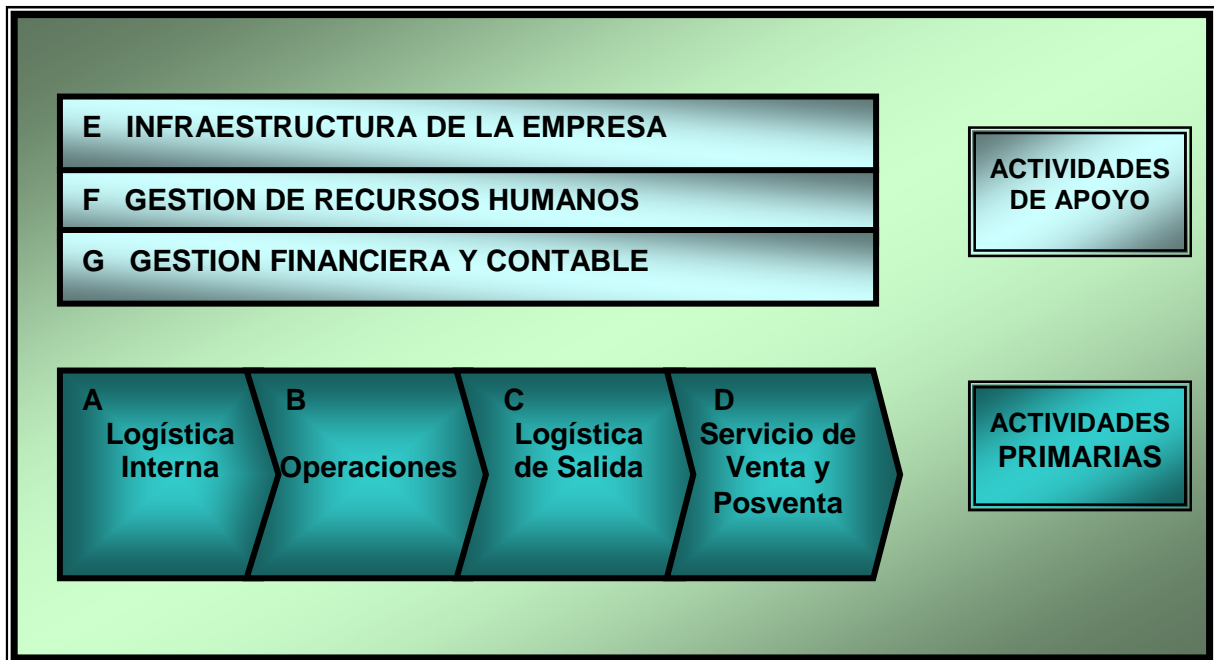 E INFRAESTRUCTURA DE LA EMPRESA
F GESTION DE RECURSOS HUMANOS
G GESTION FINANCIERA Y CONTABLE
ACTIVIDADES
DE APOYO
A
Logística
Interna
B
Operaciones
C
Logística
de Salida
D
Servicio de
Venta y
Posventa
ACTIVIDADES
PRIMARIAS